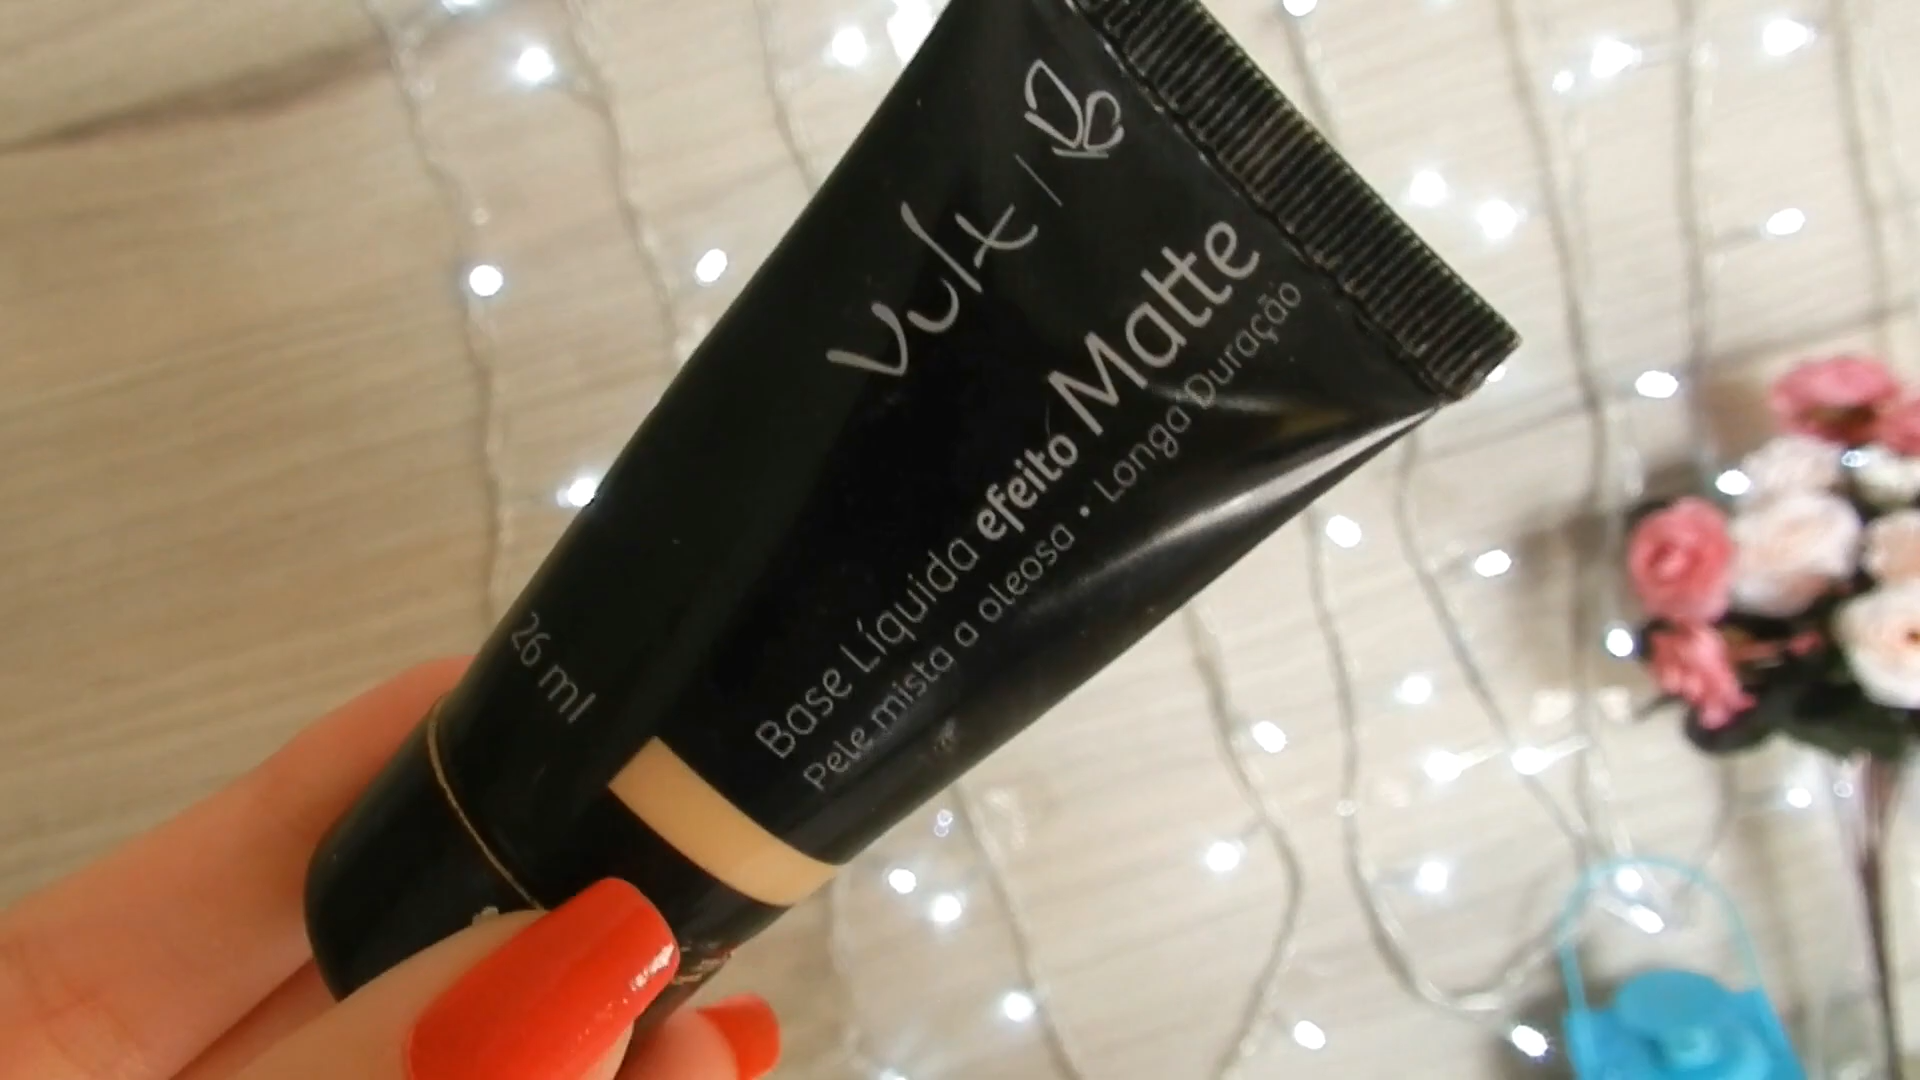 Vult /
Base Líquida efeito Matte
Pele mista a oleosa • Longa Duração
26 ml